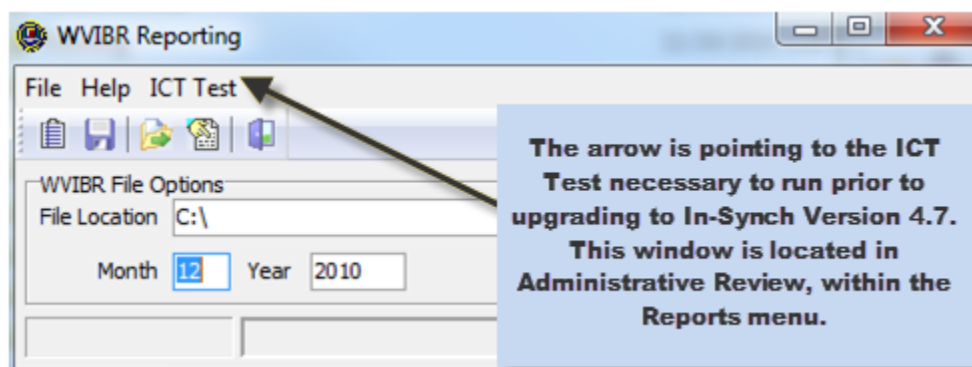 WVIBR Reporting
File Help ICT Test
WVIBR File Options
File Location C:\
Month 12 Year 2010
The arrow is pointing to the ICT
Test necessary to run prior to
upgrading to In-Synch Version 4.7.
This window is located in
Administrative Review, within the
Reports menu.